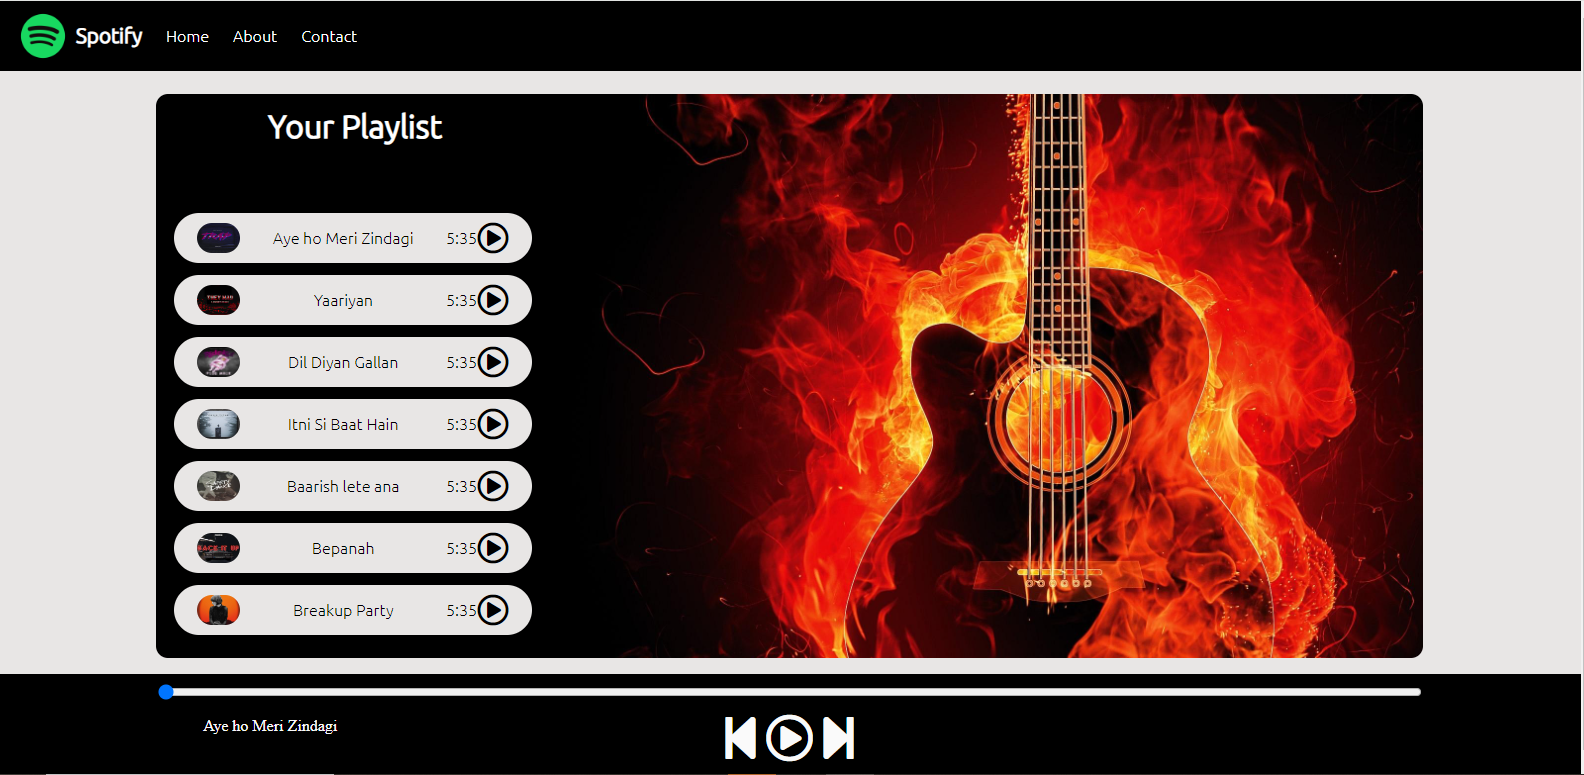 Spotify Home About Contact
Your Playlist
Aye ho Meri Zindagi 5:35
Yaariyan 5:35
Dil Diyan Gallan 5:35
Itni Si Baat Hain 5:35
Baarish lete ana 5:35
Bepanah 5:35
Breakup Party 5:35
Aye ho Meri Zindagi